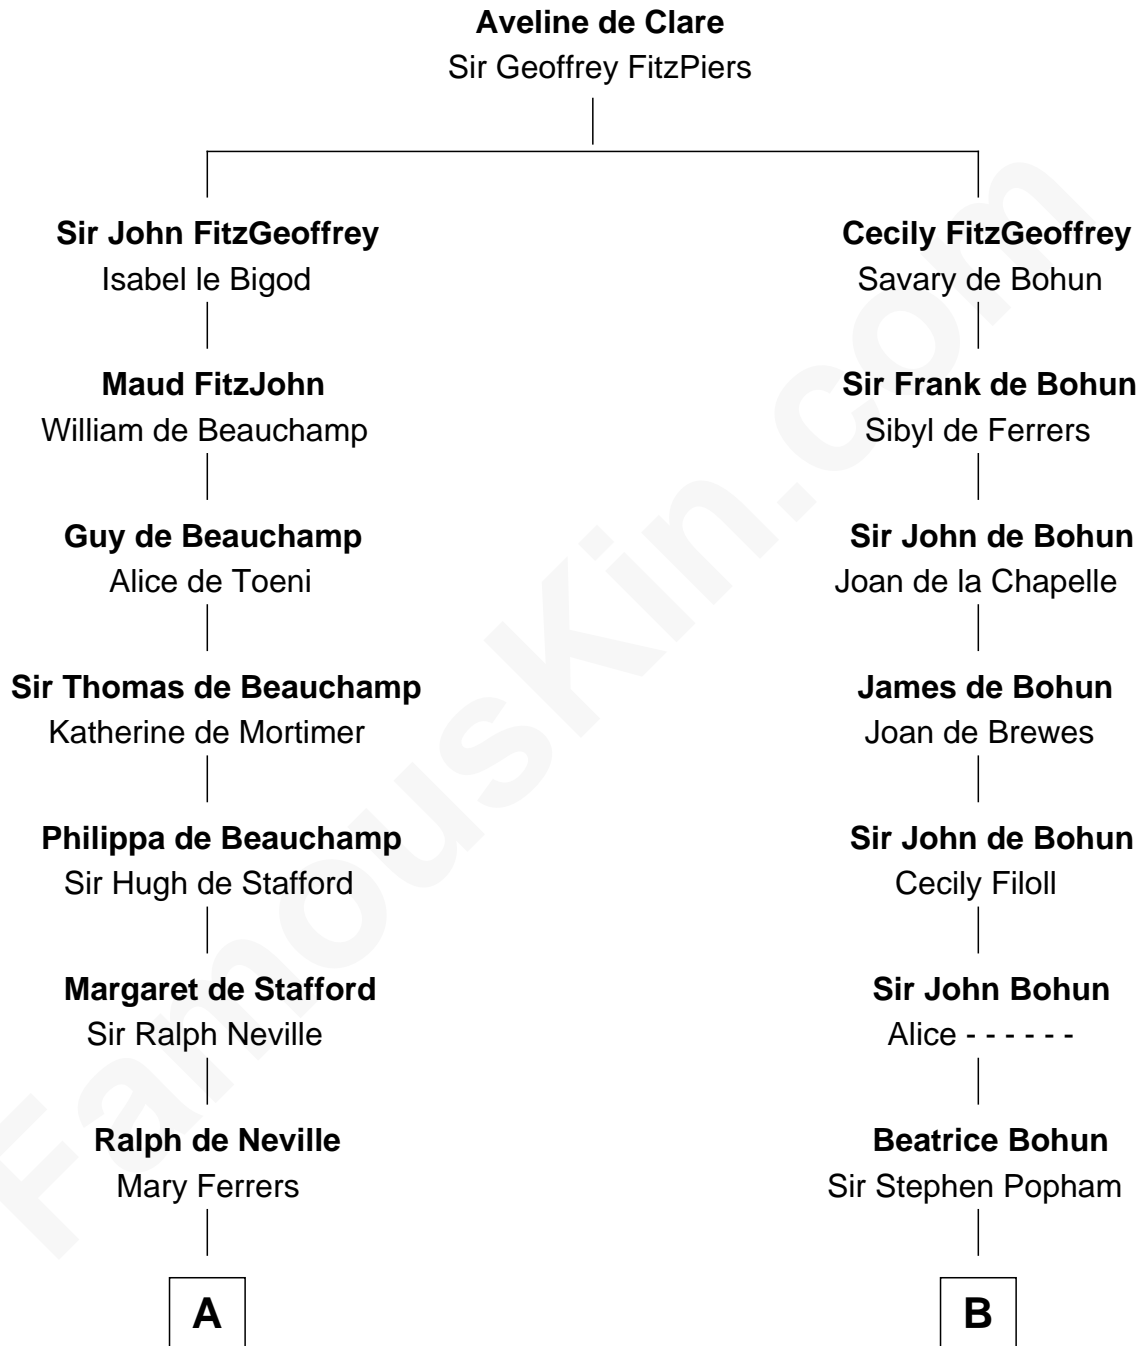 Aveline de Clare
Sir Geoffrey FitzPiers
Sir John FitzGeoffrey
Isabel le Bigod
Cecily FitzGeoffrey
Savary de Bohun
Maud FitzJohn
William de Beauchamp
Sir Frank de Bohun
Sibyl de Ferrers
Guy de Beauchamp
Alice de Toeni
Sir John de Bohun
Joan de la Chapelle
Sir Thomas de Beauchamp
Katherine de Mortimer
James de Bohun
Joan de Brewes
Philippa de Beauchamp
Sir Hugh de Stafford
Sir John de Bohun
Cecily Filoll
Margaret de Stafford
Sir Ralph Neville
Sir John Bohun
Alice - - - - - -
Ralph de Neville
Mary Ferrers
Beatrice Bohun
Sir Stephen Popham
A
B
FamousKin.com